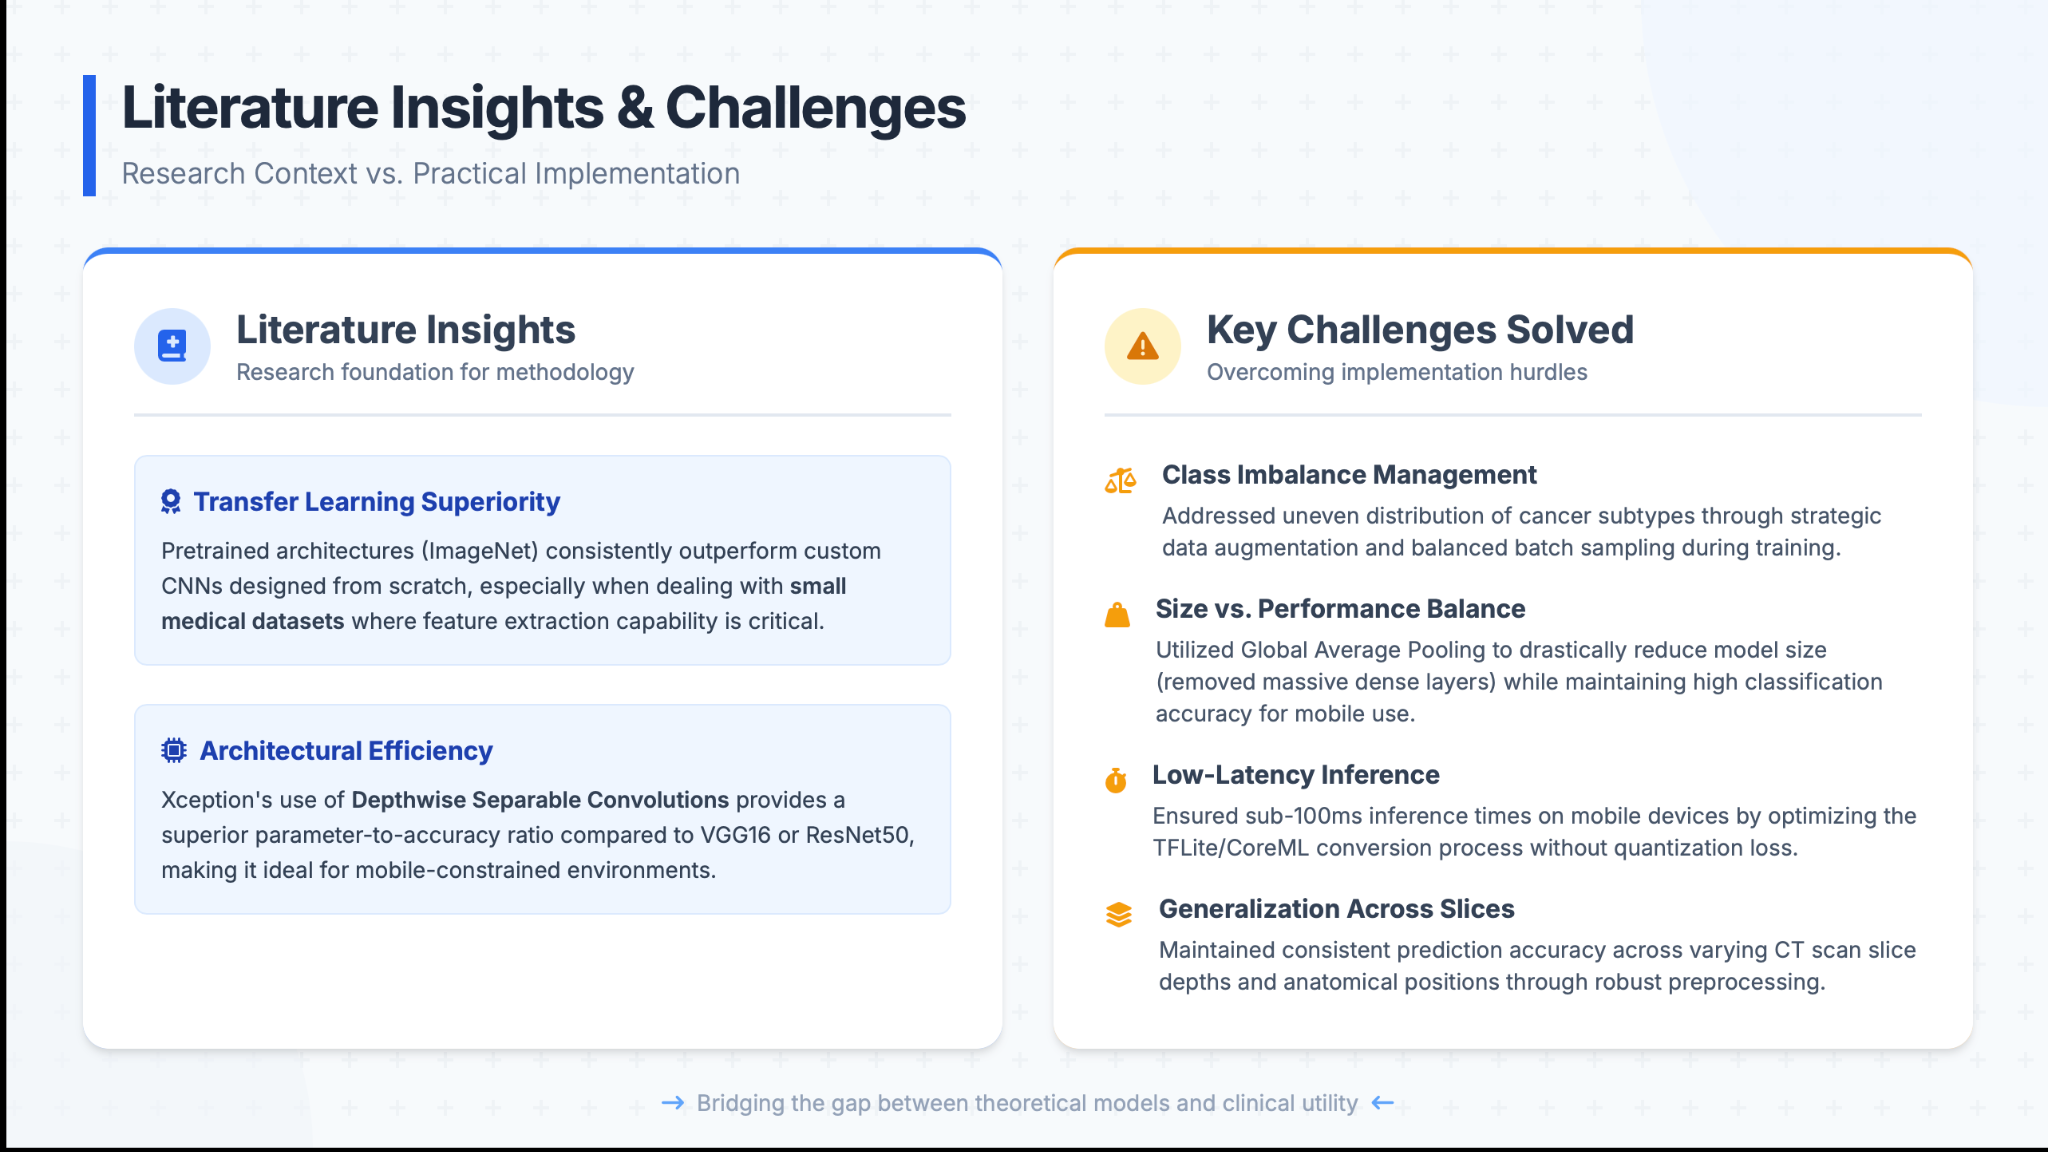 Literature Insights & Challenges
Research Context vs. Practical Implementation
Literature Insights
Research foundation for methodology
Transfer Learning Superiority
Pretrained architectures (ImageNet) consistently outperform custom
CNNs designed from scratch, especially when dealing with small
medical datasets where feature extraction capability is critical.
Architectural Efficiency
Xception's use of Depthwise Separable Convolutions provides a
superior parameter-to-accuracy ratio compared to VGG16 or ResNet50,
making it ideal for mobile-constrained environments.
Key Challenges Solved
Overcoming implementation hurdles
Class Imbalance Management
Addressed uneven distribution of cancer subtypes through strategic
data augmentation and balanced batch sampling during training.
Size vs. Performance Balance
Utilized Global Average Pooling to drastically reduce model size
(removed massive dense layers) while maintaining high classification
accuracy for mobile use.
Low-Latency Inference
Ensured sub-100ms inference times on mobile devices by optimizing the
TFLite/CoreML conversion process without quantization loss.
Generalization Across Slices
Maintained consistent prediction accuracy across varying CT scan slice
depths and anatomical positions through robust preprocessing.
→ Bridging the gap between theoretical models and clinical utility ←